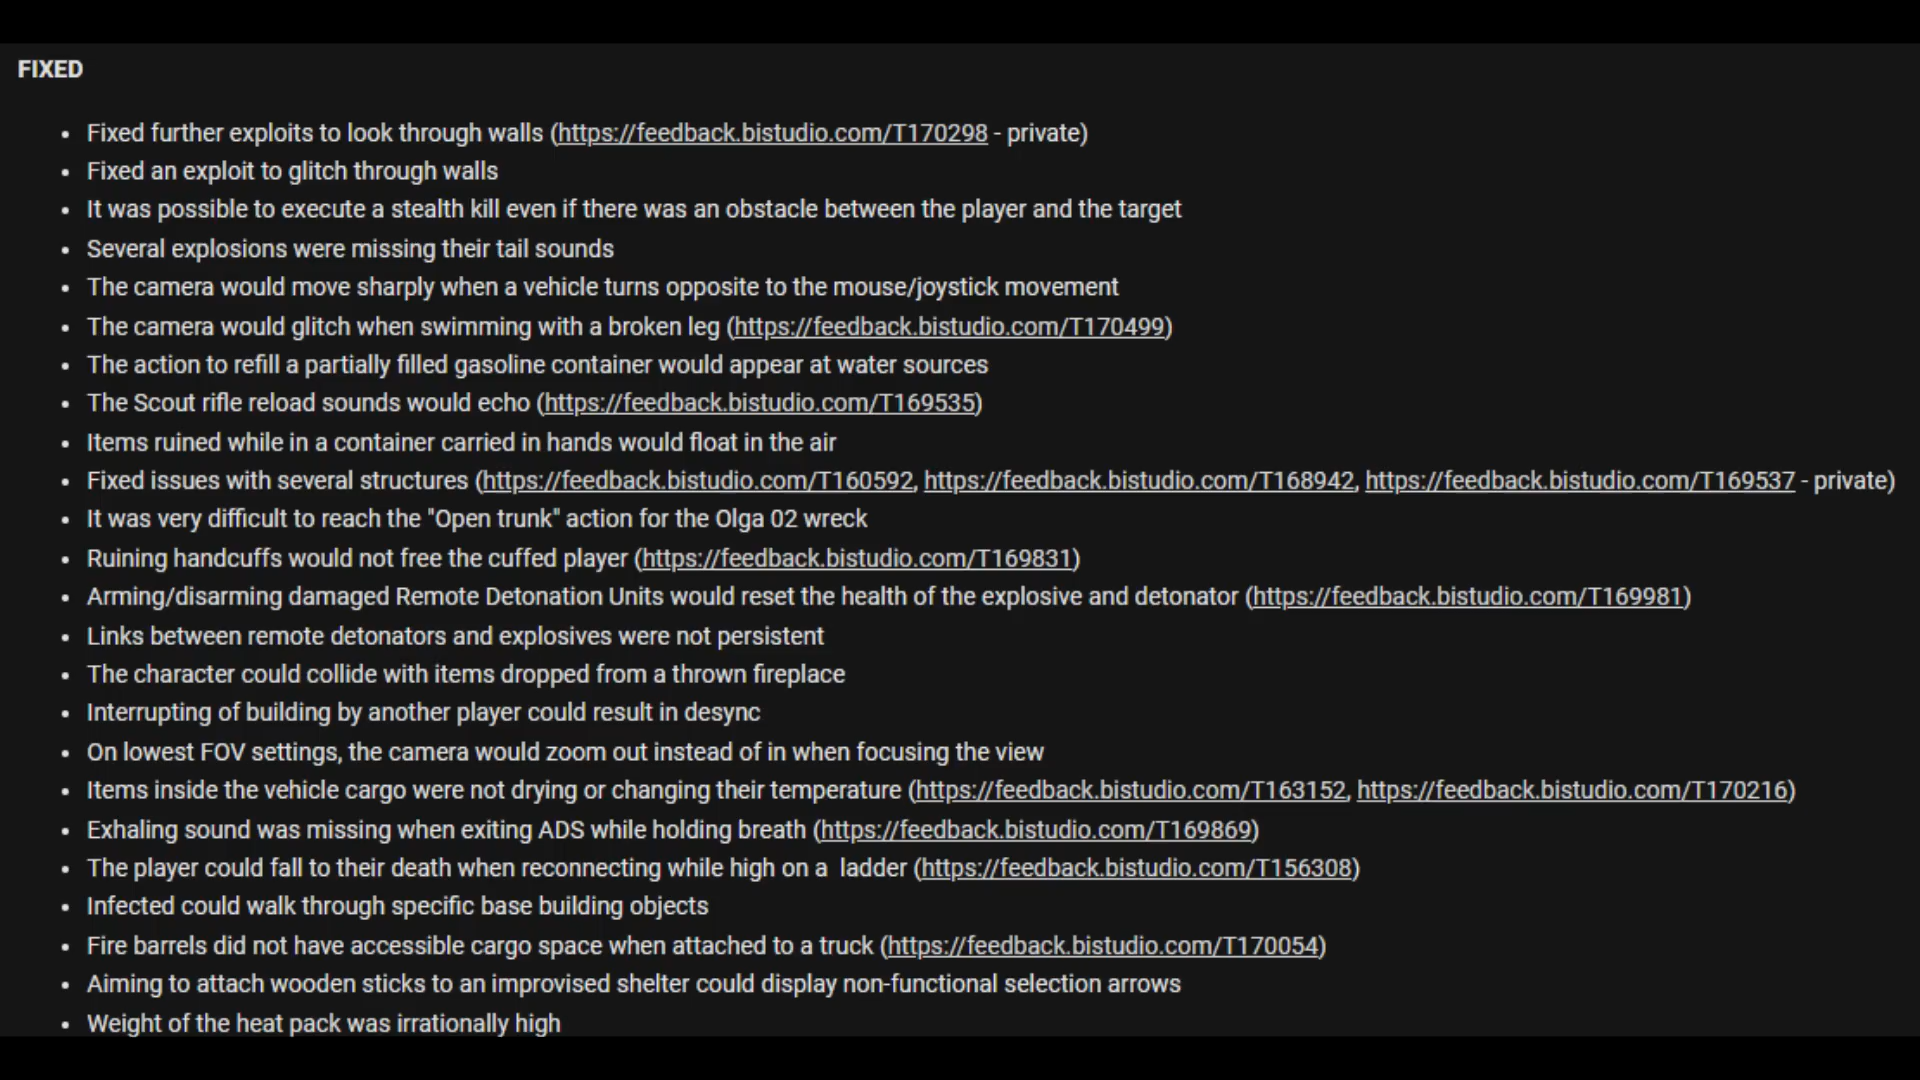 FIXED
• Fixed further exploits to look through walls (https://feedback.bistudio.com/T170298 - private)
• Fixed an exploit to glitch through walls
• It was possible to execute a stealth kill even if there was an obstacle between the player and the target
• Several explosions were missing their tail sounds
• The camera would move sharply when a vehicle turns opposite to the mouse/joystick movement
• The camera would glitch when swimming with a broken leg (https://feedback.bistudio.com/T170499)
• The action to refill a partially filled gasoline container would appear at water sources
• The Scout rifle reload sounds would echo (https://feedback.bistudio.com/T169535)
• Items ruined while in a container carried in hands would float in the air
• Fixed issues with several structures (https://feedback.bistudio.com/T160592, https://feedback.bistudio.com/T168942, https://feedback.bistudio.com/T169537 - private)
• It was very difficult to reach the "Open trunk" action for the Olga 02 wreck
• Ruining handcuffs would not free the cuffed player (https://feedback.bistudio.com/T169831)
• Arming/disarming damaged Remote Detonation Units would reset the health of the explosive and detonator (https://feedback.bistudio.com/T169981)
• Links between remote detonators and explosives were not persistent
• The character could collide with items dropped from a thrown fireplace
• Interrupting of building by another player could result in desync
• On lowest FOV settings, the camera would zoom out instead of in when focusing the view
• Items inside the vehicle cargo were not drying or changing their temperature (https://feedback.bistudio.com/T163152, https://feedback.bistudio.com/T170216)
• Exhaling sound was missing when exiting ADS while holding breath (https://feedback.bistudio.com/T169869)
• The player could fall to their death when reconnecting while high on a  ladder (https://feedback.bistudio.com/T156308)
• Infected could walk through specific base building objects
• Fire barrels did not have accessible cargo space when attached to a truck (https://feedback.bistudio.com/T170054)
• Aiming to attach wooden sticks to an improvised shelter could display non-functional selection arrows
• Weight of the heat pack was irrationally high